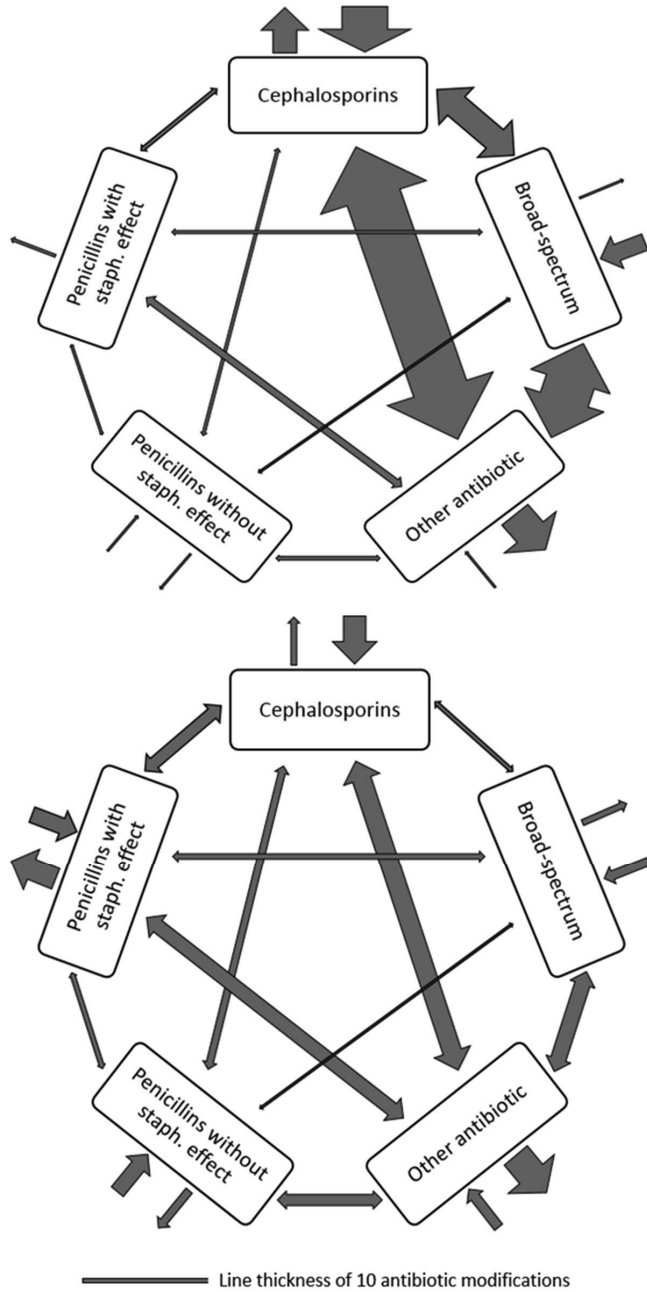 Cephalosporins
Penicillins with
staph. effect
Broad-spectrum
Penicillins without
staph. effect
Other antibiotic
Cephalosporins
Penicillins with
staph. effect
Broad-spectrum
Penicillins without
staph. effect
Other antibiotic
Line thickness of 10 antibiotic modifications